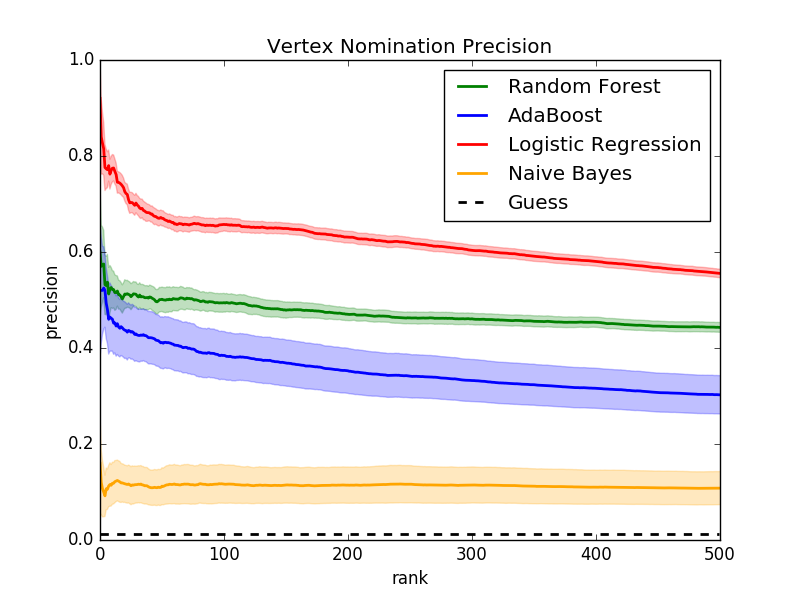 Vertex Nomination Precision
1.0
0.8
0.6
0.4
0.2
0.0
precision
Random Forest
AdaBoost
Logistic Regression
Naive Bayes
Guess
0 100 200 300 400 500
rank